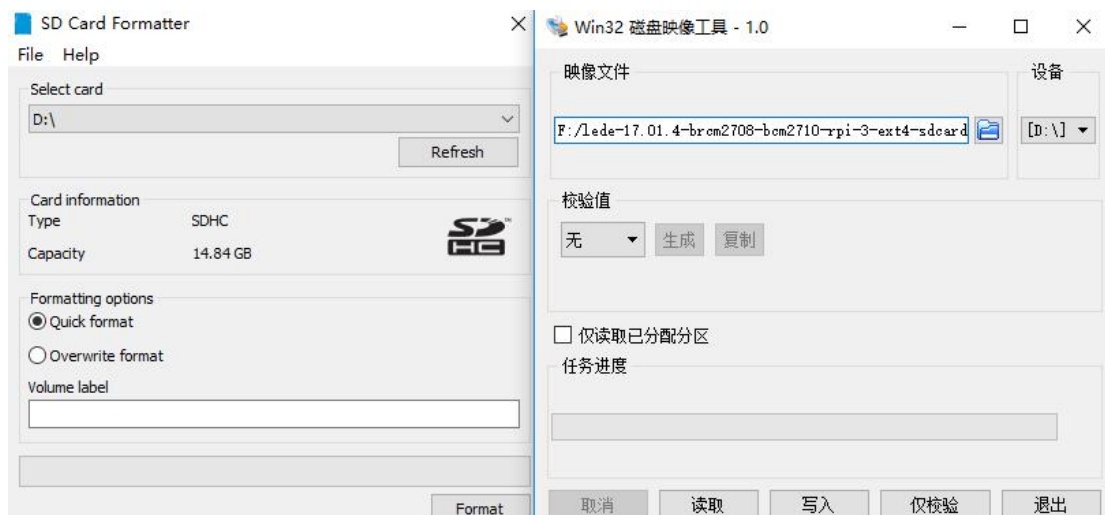 SD Card Formatter
File Help
Select card
D:\
Refresh
Card information
Type SDHC
Capacity 14.84 GB
SD HC
Formatting options
Quick format
Overwrite format
Volume label
Format
Win32 磁盘映像工具 - 1.0
映像文件
设备
F:/lede-17.01.4-brcm2708-bcm2710-rpi-3-ext4-sdcard
[D:\]
校验值
无 生成 复制
仅读取已分配分区
任务进度
取消 读取 写入 仅校验 退出